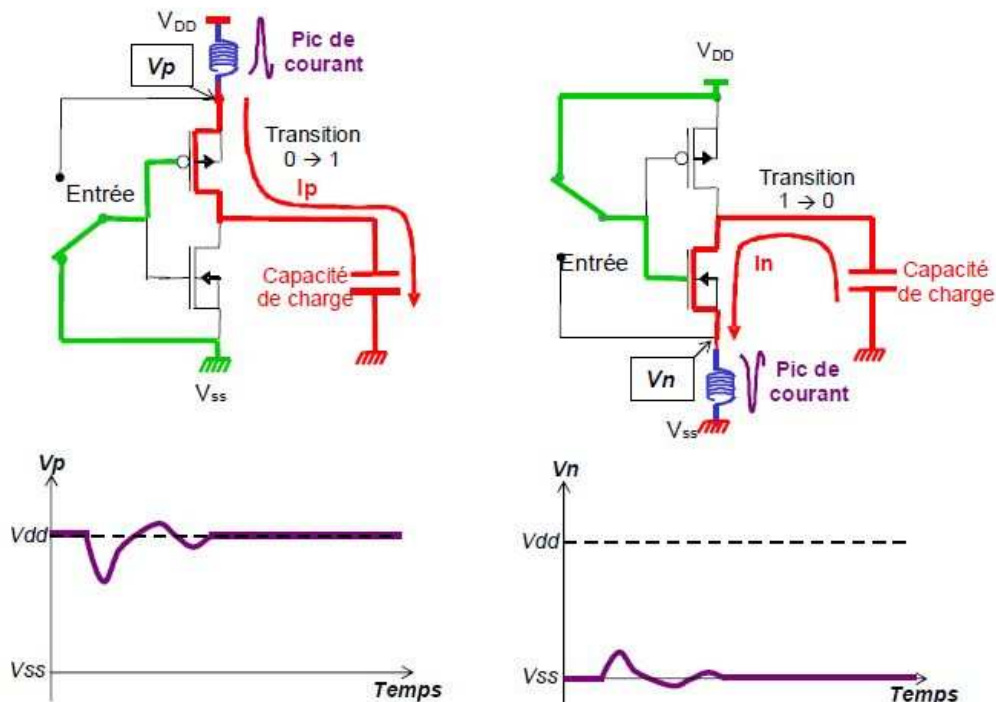 VDD
Pic de
courant
Vp
Transition
0 → 1
Ip
Entrée
Capacité
de charge
Vss
VDD
Transition
1 → 0
In
Entrée
Capacité
de charge
Vn
Pic de
courant
Vss
Vp
Vdd
Vss
Temps
Vn
Vdd
Vss
Temps